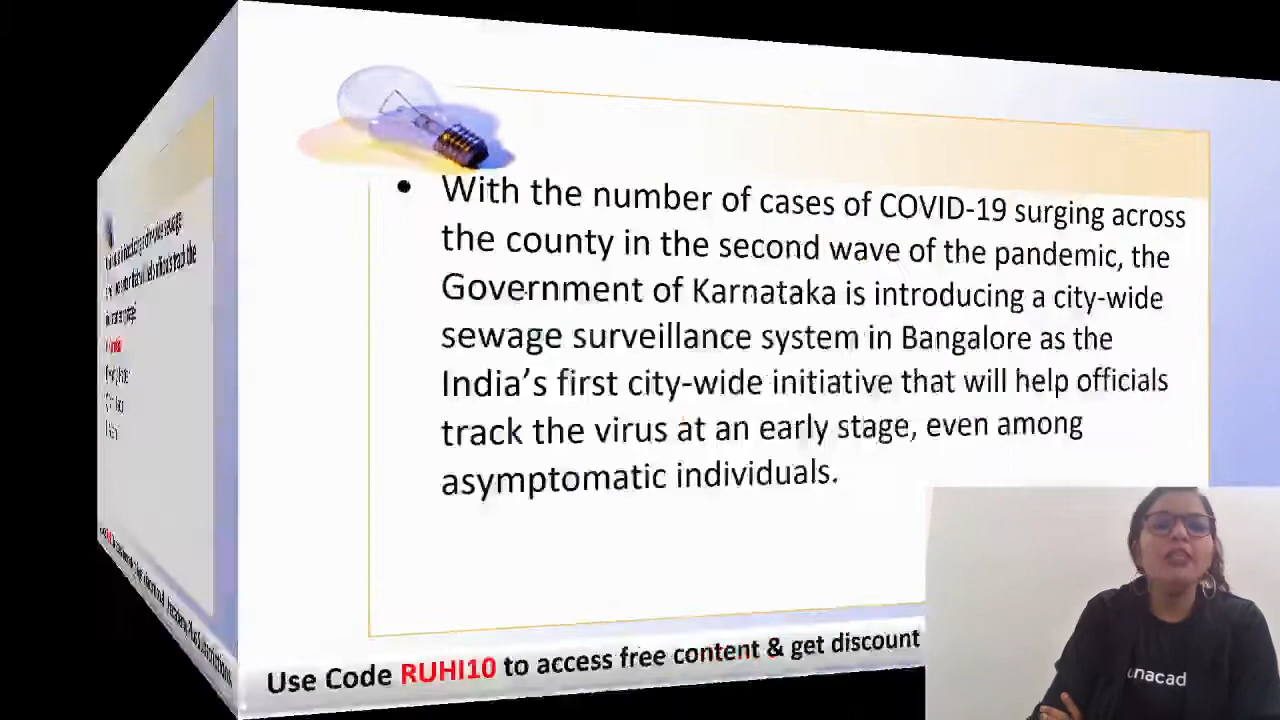 With the number of cases of COVID-19 surging across
the county in the second wave of the pandemic, the
Government of Karnataka is introducing a city-wide
sewage surveillance system in Bangalore as the
India's first city-wide initiative that will help officials
track the virus at an early stage, even among
asymptomatic individuals.
Use Code RUHI10 to access free content & get discount
unacad